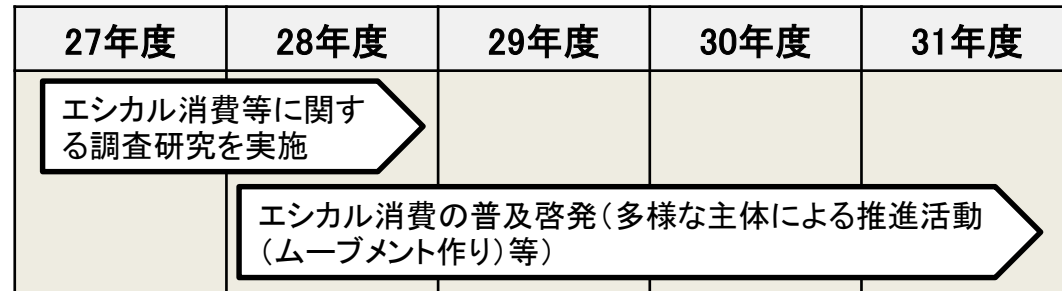 27年度 28年度 29年度 30年度 31年度
エシカル消費等に関す
る調査研究を実施
エシカル消費の普及啓発（多様な主体による推進活動
（ムーブメント作り）等）